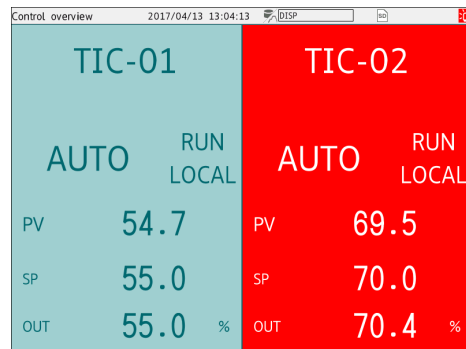 Control overview 2017/04/13 13:04:13 DISP SD
TIC-01
AUTO
RUN
LOCAL
PV 54.7
SP 55.0
OUT 55.0 %
TIC-02
AUTO
RUN
LOCAL
PV 69.5
SP 70.0
OUT 70.4 %